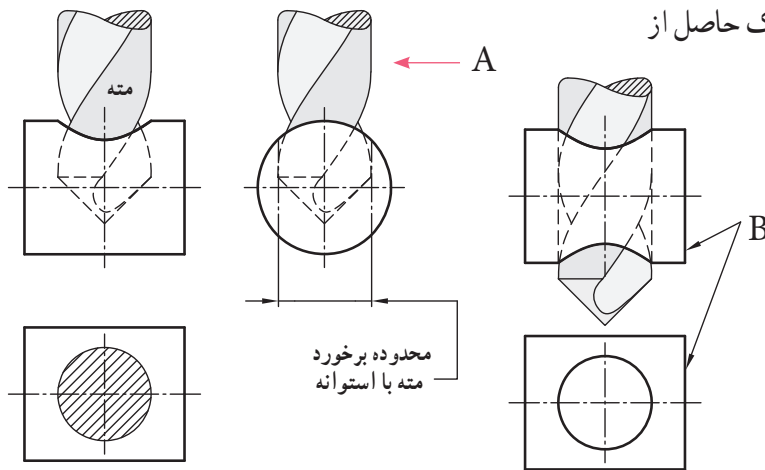 ک حاصل از
A
مته
B
محدوده برخورد
مته با استوانه